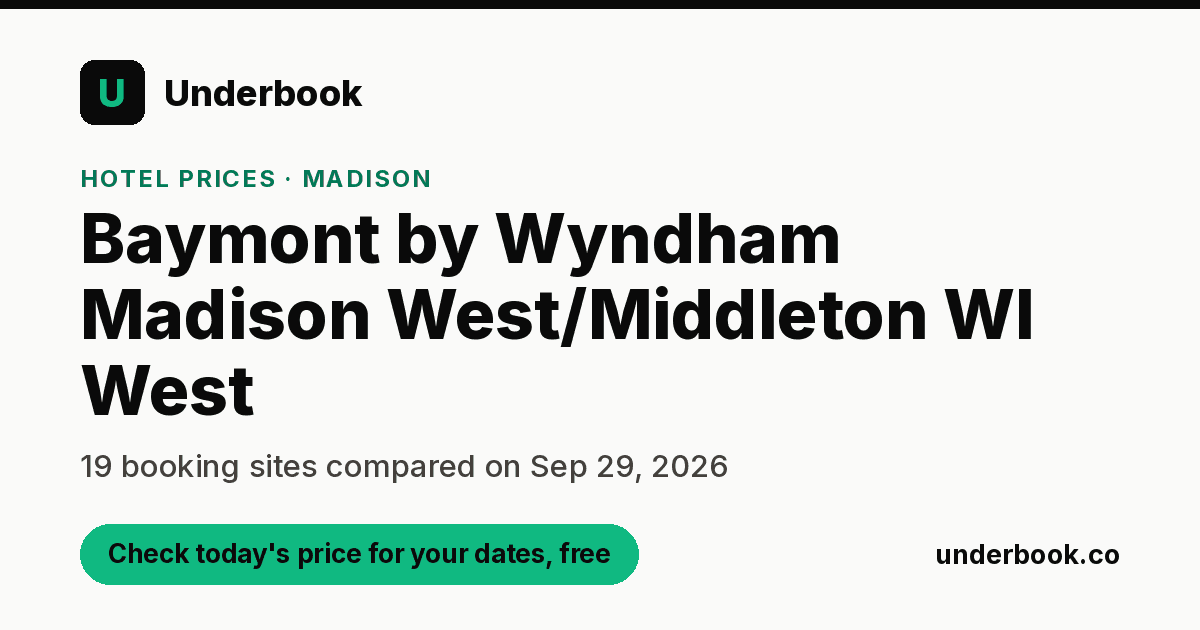 U Underbook
HOTEL PRICES · MADISON
Baymont by Wyndham
Madison West/Middleton WI
West
19 booking sites compared on Sep 29, 2026
Check today's price for your dates, free
underbook.co